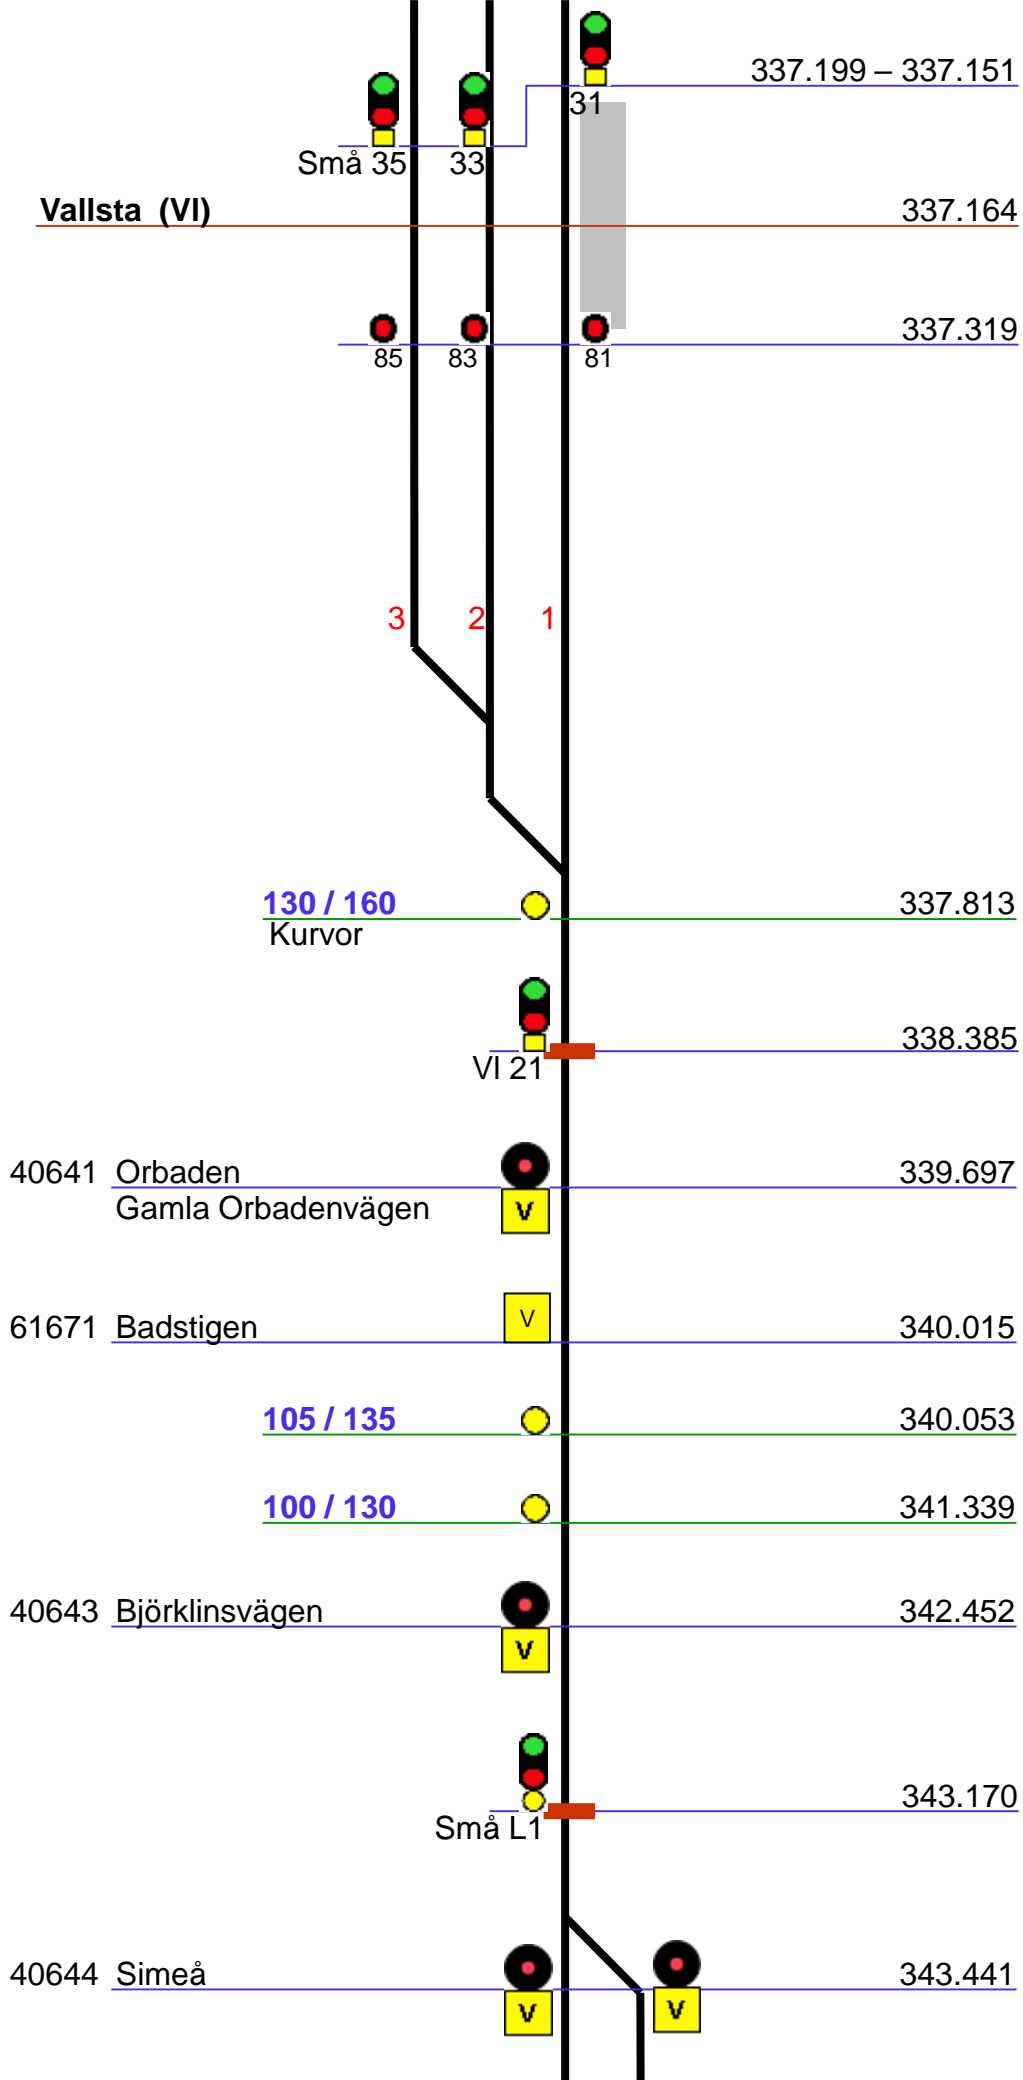 337.199 – 337.151
31
Små 35 33
Vallsta (Vl) 337.164
337.319
85 83 81
3 2 1
130 / 160 337.813
Kurvor
338.385
Vl 21
40641 Orbaden 339.697
Gamla Orbadenvägen V
61671 Badstigen V 340.015
105 / 135 340.053
100 / 130 341.339
40643 Björklinsvägen 342.452
V
343.170
Små L1
40644 Simeå 343.441
V V